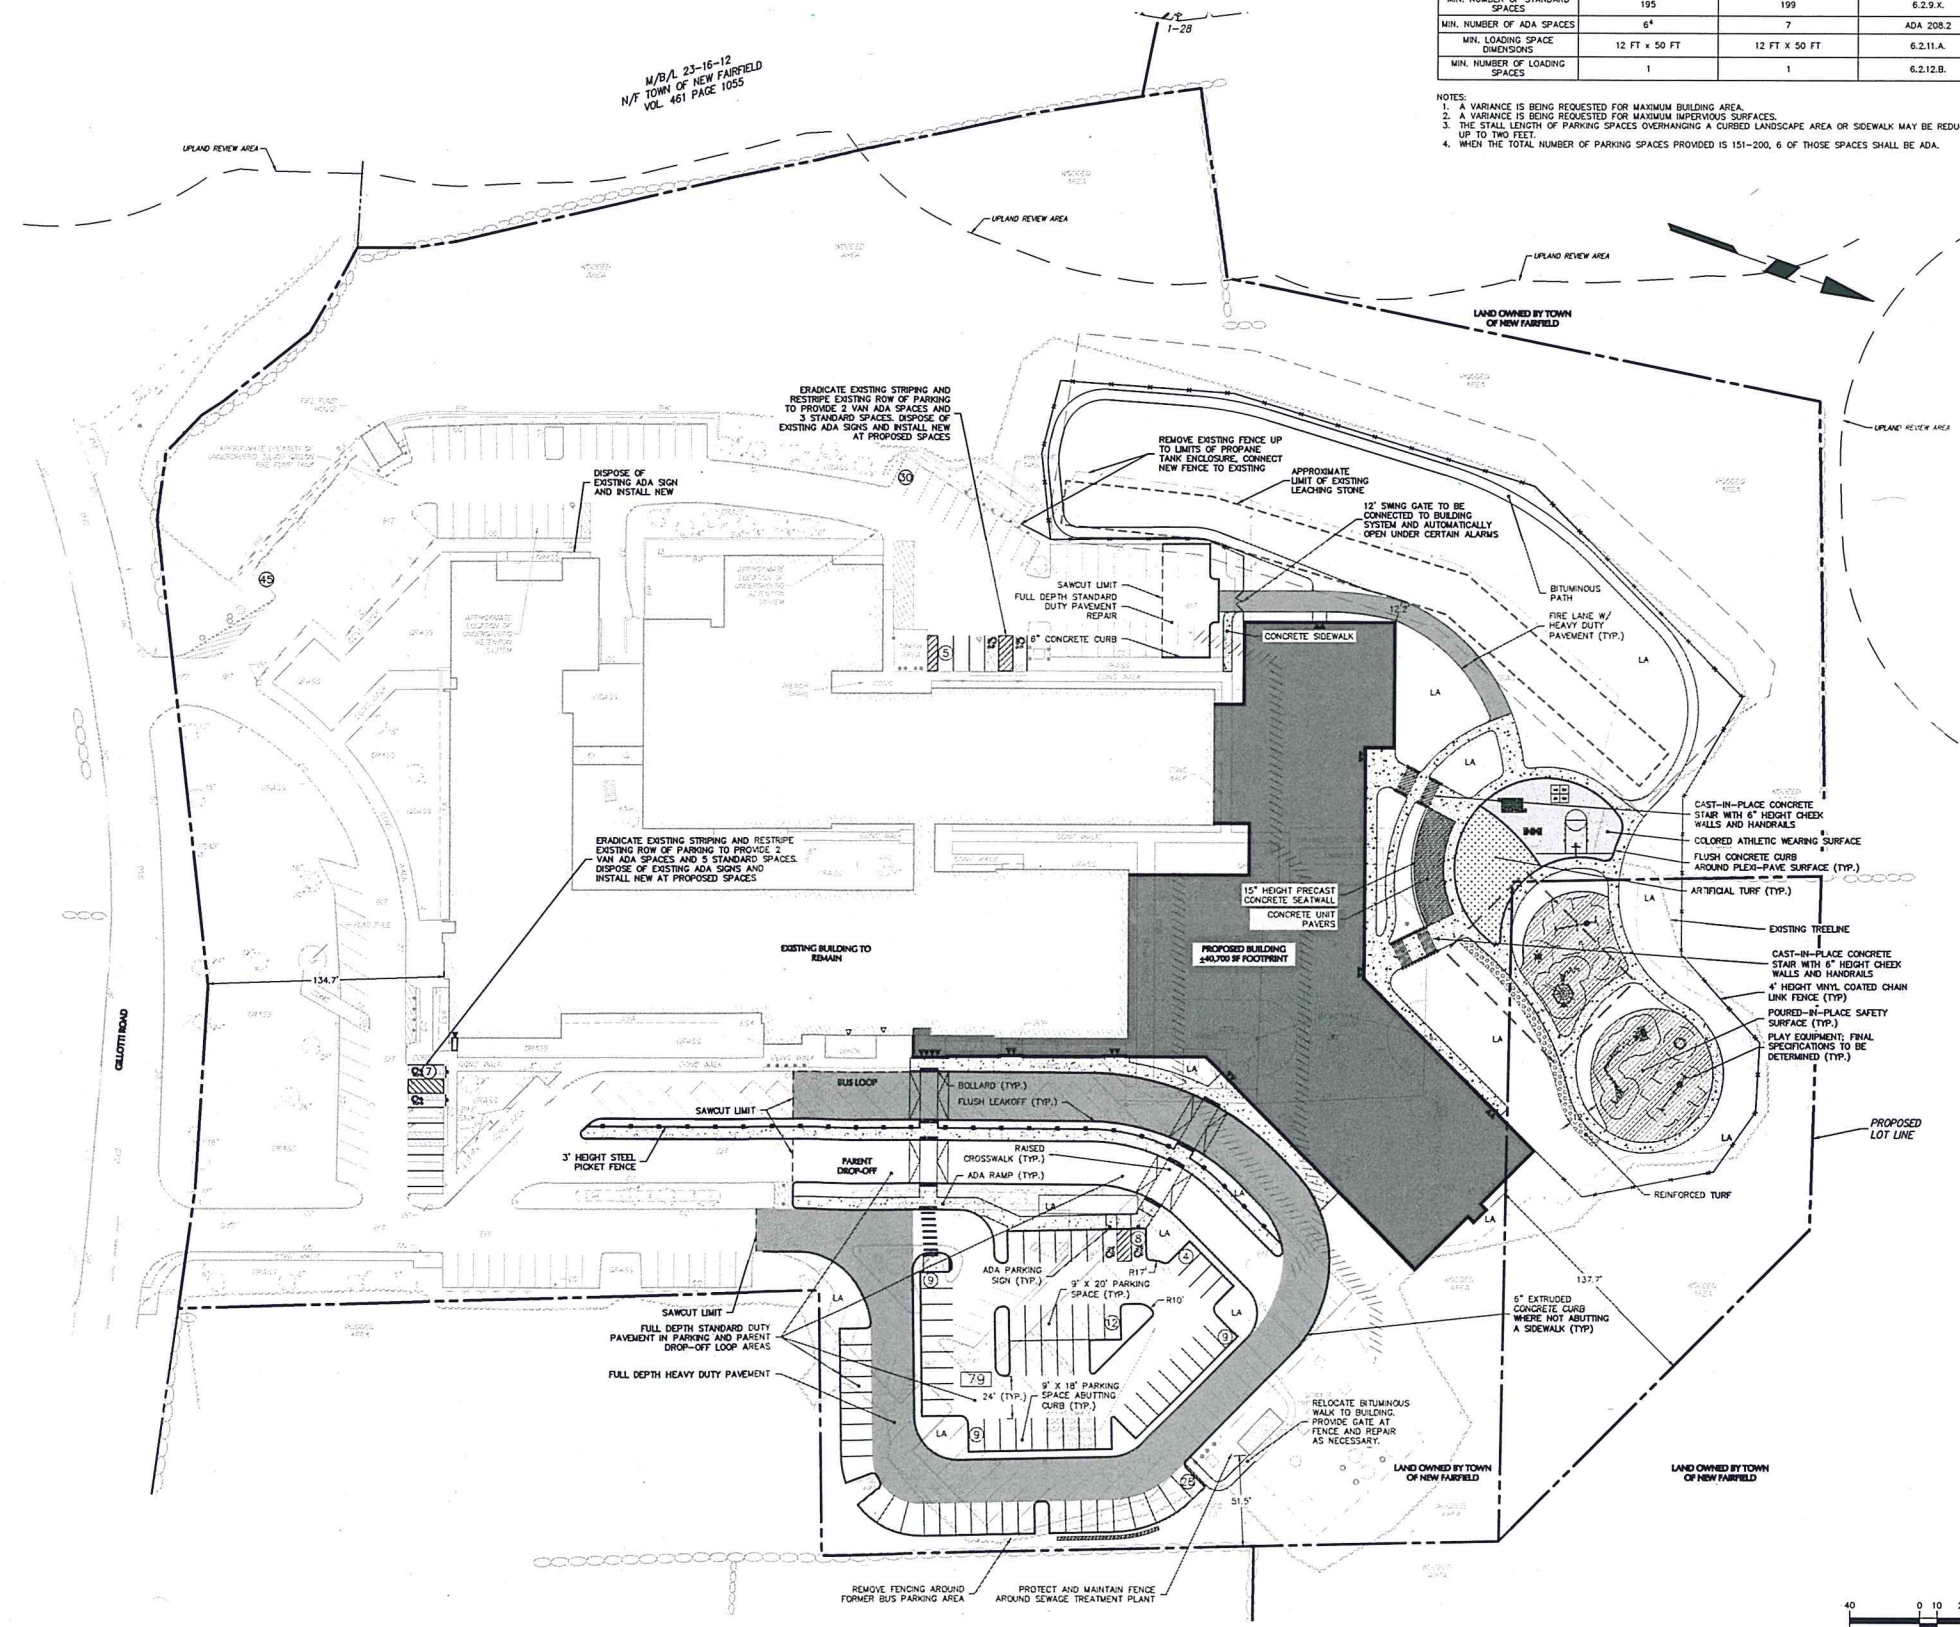 SPACES 195 199 6.2.9.X.
MIN. NUMBER OF ADA SPACES 6⁴ 7 ADA 208.2
MIN. LOADING SPACE
DIMENSIONS 12 FT x 50 FT 12 FT X 50 FT 6.2.11.A.
MIN. NUMBER OF LOADING
SPACES 1 1 6.2.12.B.
NOTES:
1. A VARIANCE IS BEING REQUESTED FOR MAXIMUM BUILDING AREA.
2. A VARIANCE IS BEING REQUESTED FOR MAXIMUM IMPERVIOUS SURFACES.
3. THE STALL LENGTH OF PARKING SPACES OVERHANGING A CURBED LANDSCAPE AREA OR SIDEWALK MAY BE REDU
UP TO TWO FEET.
4. WHEN THE TOTAL NUMBER OF PARKING SPACES PROVIDED IS 151-200, 6 OF THOSE SPACES SHALL BE ADA.
1-28
M/B/L 23-16-12
N/F TOWN OF NEW FAIRFIELD
VOL. 461 PAGE 1055
UPLAND REVIEW AREA
UPLAND REVIEW AREA
UPLAND REVIEW AREA
LAND OWNED BY TOWN
OF NEW FAIRFIELD
UPLAND REVIEW AREA
WOODED
AREA
ERADICATE EXISTING STRIPING AND
RESTRIPE EXISTING ROW OF PARKING
TO PROVIDE 2 VAN ADA SPACES AND
3 STANDARD SPACES. DISPOSE OF
EXISTING ADA SIGNS AND INSTALL NEW
AT PROPOSED SPACES
DISPOSE OF
EXISTING ADA SIGN
AND INSTALL NEW
30
45
5
REMOVE EXISTING FENCE UP
TO LIMITS OF PROPANE
TANK ENCLOSURE, CONNECT
NEW FENCE TO EXISTING
APPROXIMATE
LIMIT OF EXISTING
LEACHING STONE
12' SWING GATE TO BE
CONNECTED TO BUILDING
SYSTEM AND AUTOMATICALLY
OPEN UNDER CERTAIN ALARMS
SAWCUT LIMIT
FULL DEPTH STANDARD
DUTY PAVEMENT
REPAIR
6" CONCRETE CURB
CONCRETE SIDEWALK
12.2'
BITUMINOUS
PATH
FIRE LANE W/
HEAVY DUTY
PAVEMENT (TYP.)
LA
LA
LA
CAST-IN-PLACE CONCRETE
STAIR WITH 6" HEIGHT CHEEK
WALLS AND HANDRAILS
COLORED ATHLETIC WEARING SURFACE
FLUSH CONCRETE CURB
AROUND PLEXI-PAVE SURFACE (TYP.)
ARTIFICIAL TURF (TYP.)
LA
EXISTING TREELINE
CAST-IN-PLACE CONCRETE
STAIR WITH 6" HEIGHT CHEEK
WALLS AND HANDRAILS
4' HEIGHT VINYL COATED CHAIN
LINK FENCE (TYP)
POURED-IN-PLACE SAFETY
SURFACE (TYP.)
PLAY EQUIPMENT; FINAL
SPECIFICATIONS TO BE
DETERMINED (TYP.)
ERADICATE EXISTING STRIPING AND RESTRIPE
EXISTING ROW OF PARKING TO PROVIDE 2
VAN ADA SPACES AND 5 STANDARD SPACES.
DISPOSE OF EXISTING ADA SIGNS AND
INSTALL NEW AT PROPOSED SPACES
15" HEIGHT PRECAST
CONCRETE SEATWALL
CONCRETE UNIT
PAVERS
EXISTING BUILDING TO
REMAIN
PROPOSED BUILDING
±40,700 SF FOOTPRINT
134.7'
GILLOTTI ROAD
7
BUS LOOP
BOLLARD (TYP.)
FLUSH LEAKOFF (TYP.)
SAWCUT LIMIT
LA
LA
12'
LA
PROPOSED
LOT LINE
3' HEIGHT STEEL
PICKET FENCE
PARENT
DROP-OFF
RAISED
CROSSWALK (TYP.)
ADA RAMP (TYP.)
LA
LA
LA
LA
REINFORCED TURF
8
4
ADA PARKING
SIGN (TYP.)
R17'
9' X 20' PARKING
SPACE (TYP.)
R10'
9
12
9
LA
LA
137.7'
6" EXTRUDED
CONCRETE CURB
WHERE NOT ABUTTING
A SIDEWALK (TYP)
SAWCUT LIMIT
FULL DEPTH STANDARD DUTY
PAVEMENT IN PARKING AND PARENT
DROP-OFF LOOP AREAS
FULL DEPTH HEAVY DUTY PAVEMENT
79
24' (TYP.)
9' X 18' PARKING
SPACE ABUTTING
CURB (TYP.)
LA
9
28
RELOCATE BITUMINOUS
WALK TO BUILDING.
PROVIDE GATE AT
FENCE AND REPAIR
AS NECESSARY.
51.5'
LAND OWNED BY TOWN
OF NEW FAIRFIELD
LAND OWNED BY TOWN
OF NEW FAIRFIELD
REMOVE FENCING AROUND
FORMER BUS PARKING AREA
PROTECT AND MAINTAIN FENCE
AROUND SEWAGE TREATMENT PLANT
40 0 10